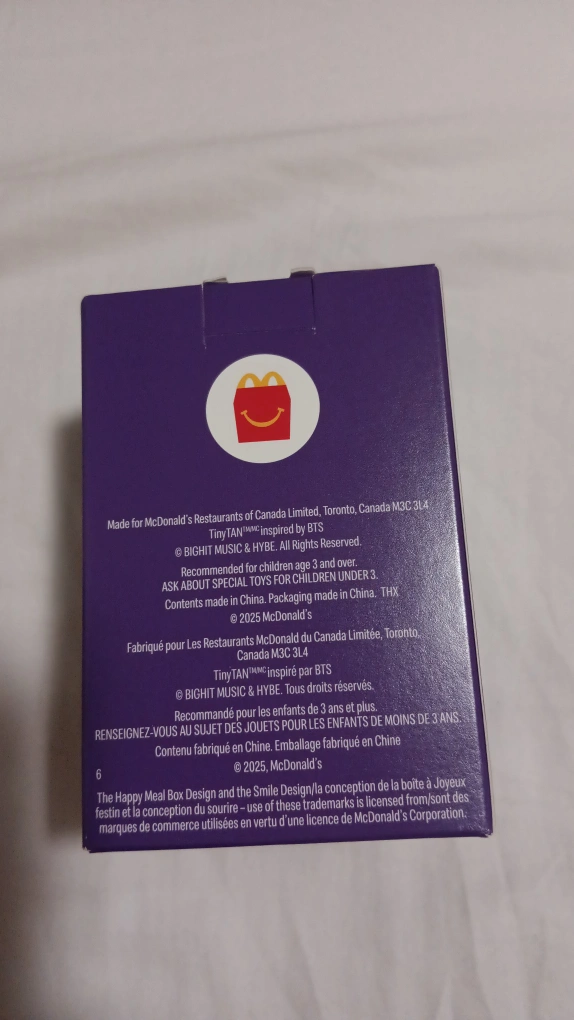 Made for McDonald's Restaurants of Canada Limited, Toronto, Canada M3C 3L4
TinyTAN™/MC inspired by BTS
© BIGHIT MUSIC & HYBE. All Rights Reserved.
Recommended for children age 3 and over.
ASK ABOUT SPECIAL TOYS FOR CHILDREN UNDER 3.
Contents made in China. Packaging made in China. THX
© 2025 McDonald's
Fabriqué pour Les Restaurants McDonald du Canada Limitée, Toronto,
Canada M3C 3L4
TinyTAN™/MC inspiré par BTS
© BIGHIT MUSIC & HYBE. Tous droits réservés.
Recommandé pour les enfants de 3 ans et plus.
RENSEIGNEZ-VOUS AU SUJET DES JOUETS POUR LES ENFANTS DE MOINS DE 3 ANS.
Contenu fabriqué en Chine. Emballage fabriqué en Chine
© 2025, McDonald's
6
The Happy Meal Box Design and the Smile Design/la conception de la boîte à Joyeux
festin et la conception du sourire – use of these trademarks is licensed from/sont des
marques de commerce utilisées en vertu d'une licence de McDonald's Corporation.